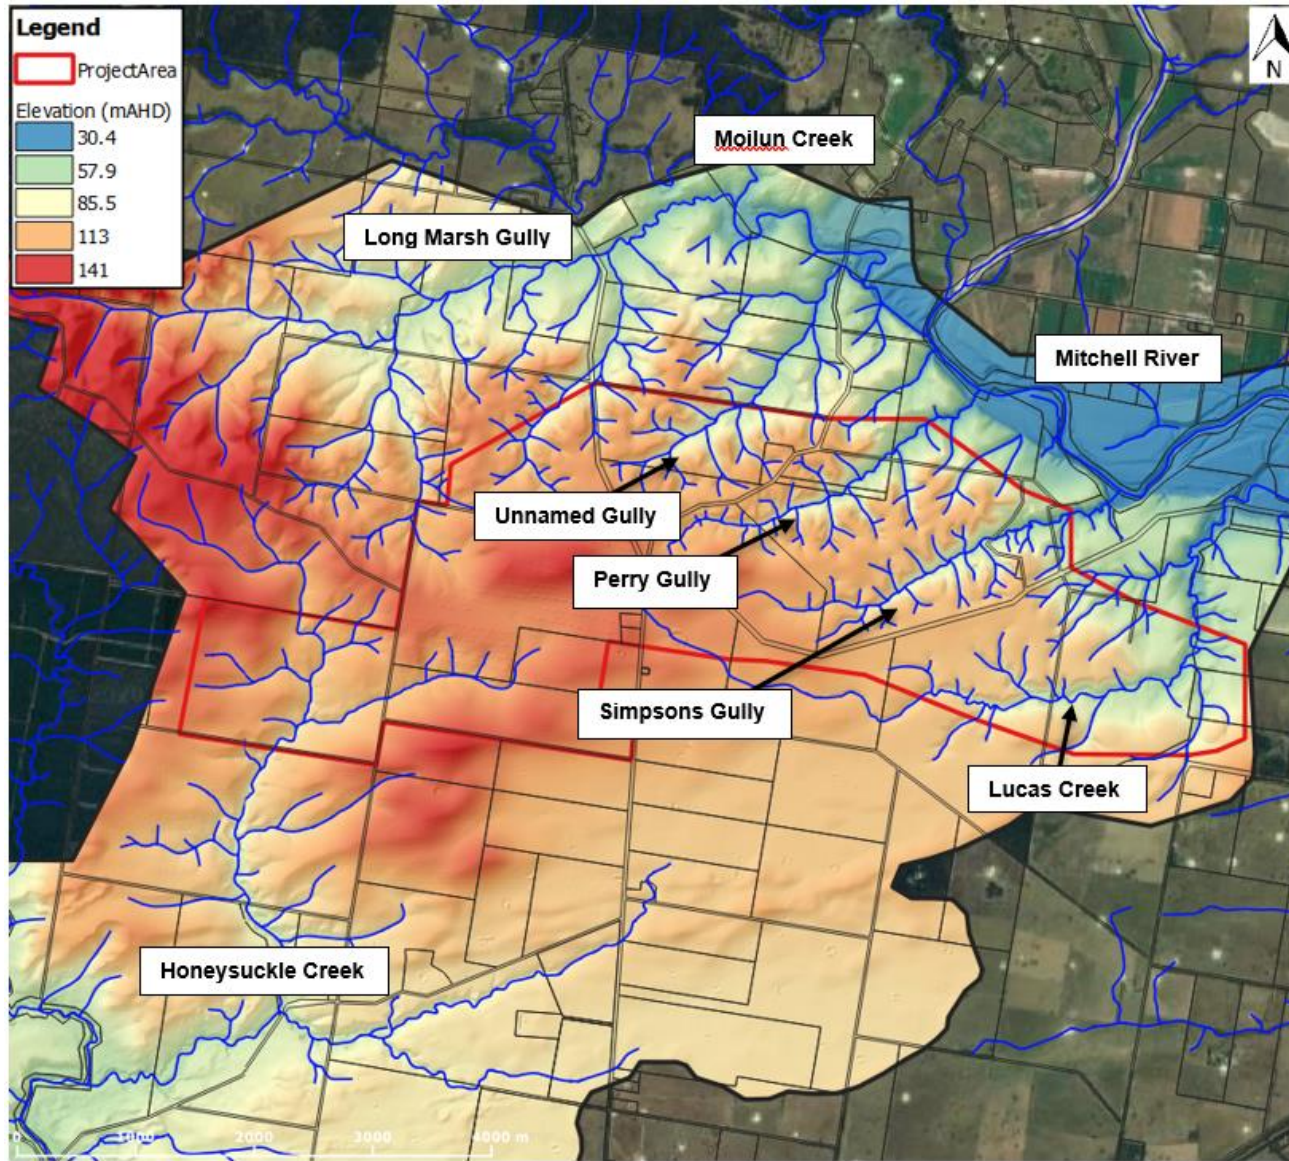 Legend
ProjectArea
Elevation (mAHD)
30.4
57.9
85.5
113
141
N
Moilun Creek
Long Marsh Gully
Mitchell River
Unnamed Gully
Perry Gully
Simpsons Gully
Lucas Creek
Honeysuckle Creek
0 1000 2000 3000 4000 m